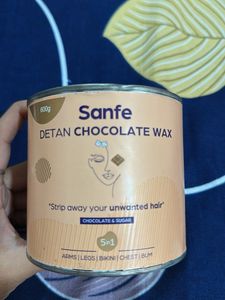 600g
Sanfe
DETAN CHOCOLATE WAX
"Strip away your unwanted hair"
CHOCOLATE & SUGAR
5in1
ARMS | LEGS | BIKINI | CHEST | BUM